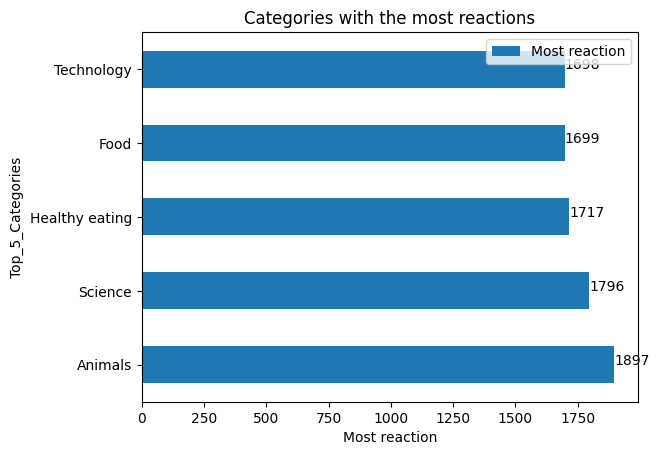 Categories with the most reactions
Most reaction
Technology
1698
Food
1699
Healthy eating
1717
Science
1796
Animals
1897
Top_5_Categories
0 250 500 750 1000 1250 1500 1750
Most reaction